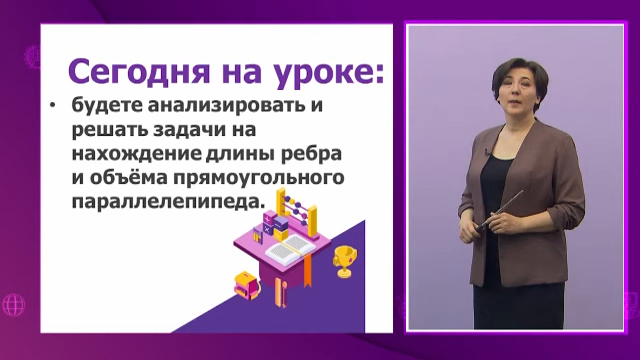 Сегодня на уроке:
• будете анализировать и
решать задачи на
нахождение длины ребра
и объёма прямоугольного
параллелепипеда.